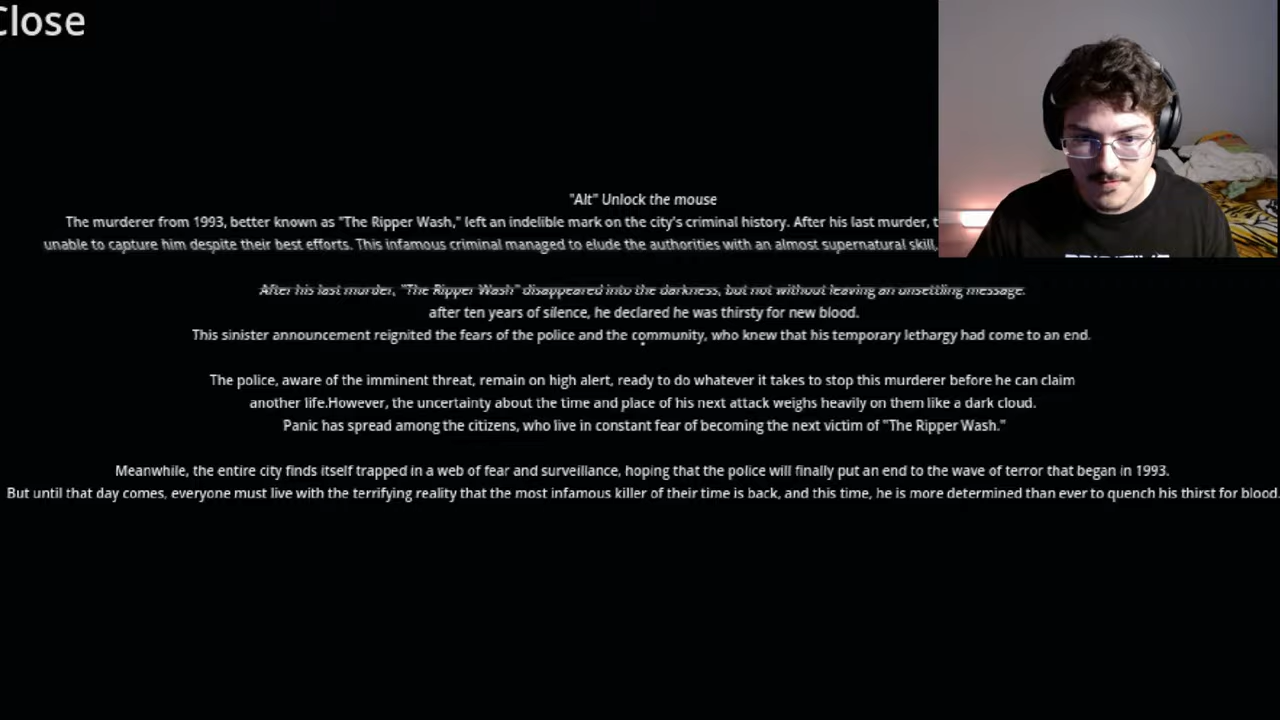 Close
"Alt" Unlock the mouse
The murderer from 1993, better known as "The Ripper Wash," left an indelible mark on the city's criminal history. After his last murder,
unable to capture him despite their best efforts. This infamous criminal managed to elude the authorities with an almost supernatural skill,
After his last murder, "The Ripper Wash" disappeared into the darkness, but not without leaving an unsettling message.
after ten years of silence, he declared he was thirsty for new blood.
This sinister announcement reignited the fears of the police and the community, who knew that his temporary lethargy had come to an end.
The police, aware of the imminent threat, remain on high alert, ready to do whatever it takes to stop this murderer before he can claim
another life.However, the uncertainty about the time and place of his next attack weighs heavily on them like a dark cloud.
Panic has spread among the citizens, who live in constant fear of becoming the next victim of "The Ripper Wash."
Meanwhile, the entire city finds itself trapped in a web of fear and surveillance, hoping that the police will finally put an end to the wave of terror that began in 1993.
But until that day comes, everyone must live with the terrifying reality that the most infamous killer of their time is back, and this time, he is more determined than ever to quench his thirst for blood.